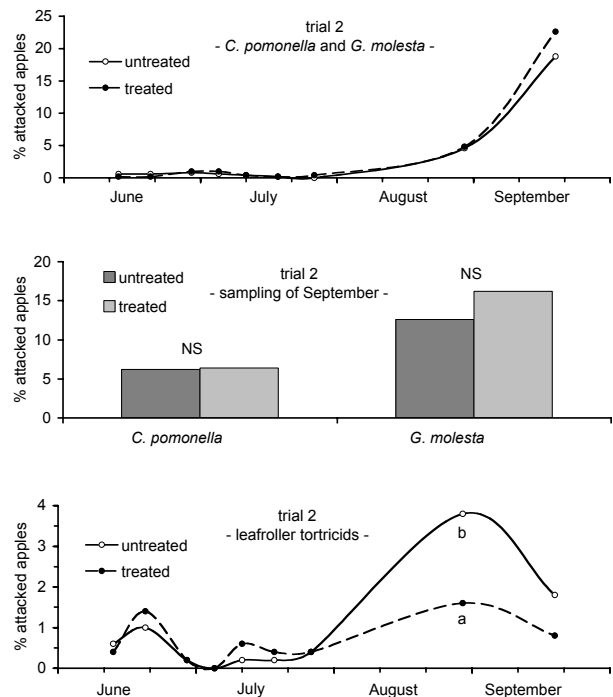 trial 2
- C. pomonella and G. molesta -
untreated
treated
% attacked apples
25
20
15
10
5
0
June July August September
trial 2
- sampling of September -
untreated
treated
% attacked apples
20
15
10
5
0
NS
NS
C. pomonella G. molesta
trial 2
- leafroller tortricids -
untreated
treated
% attacked apples
4
3
2
1
0
b
a
June July August September